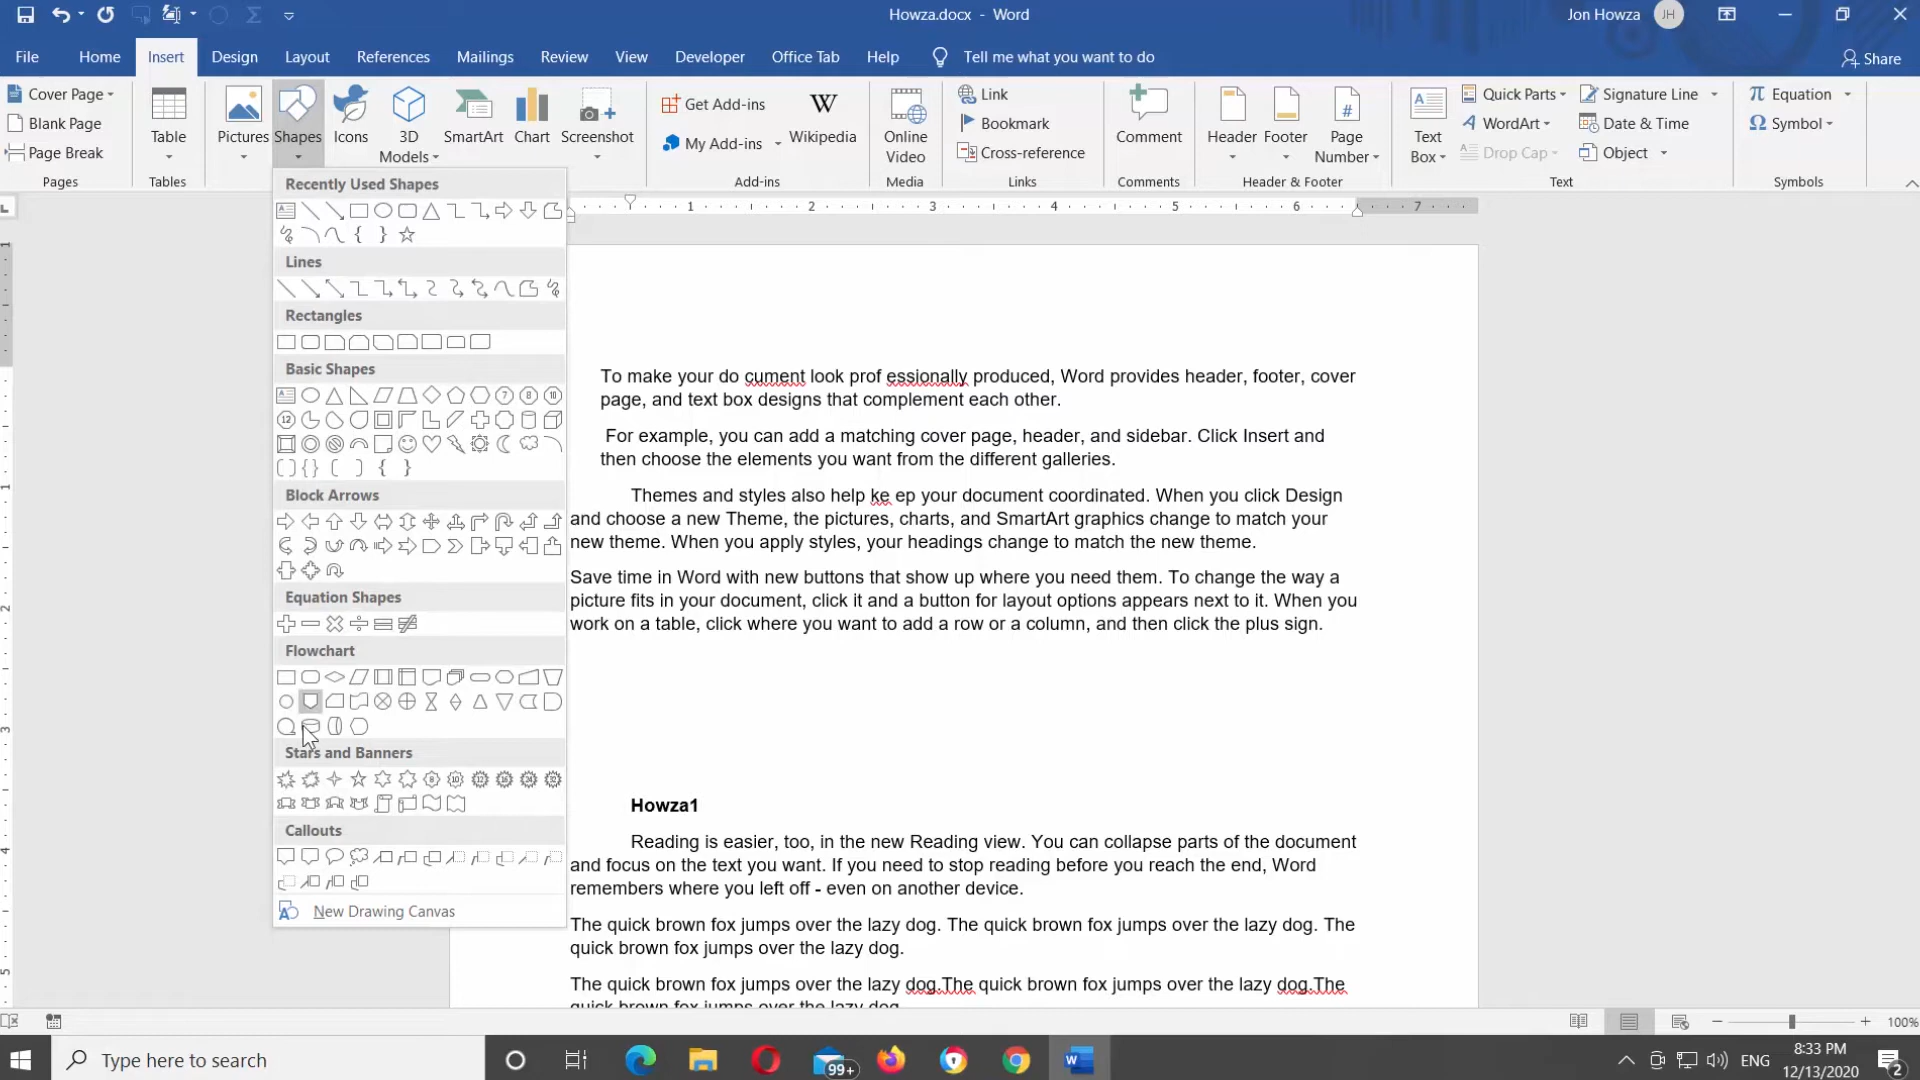 Howza.docx - Word
Jon Howza
JH
File
Home
Insert
Design
Layout
References
Mailings
Review
View
Developer
Office Tab
Help
Tell me what you want to do
Share
Cover Page
Blank Page
Page Break
Pages
Table
Tables
Pictures
Shapes
Icons
3D
Models
SmartArt
Chart
Screenshot
Get Add-ins
My Add-ins
W
Wikipedia
Add-ins
Online
Video
Media
Link
Bookmark
Cross-reference
Links
Comment
Comments
Header
Footer
Page
Number
Header & Footer
Text
Box
Quick Parts
WordArt
Drop Cap
Signature Line
Date & Time
Object
Text
Equation
Symbol
Symbols
1 2 3 4 5 6 7
Recently Used Shapes
Lines
Rectangles
Basic Shapes
Block Arrows
Equation Shapes
Flowchart
Stars and Banners
Callouts
New Drawing Canvas
To make your do cument look prof essionally produced, Word provides header, footer, cover
page, and text box designs that complement each other.
For example, you can add a matching cover page, header, and sidebar. Click Insert and
then choose the elements you want from the different galleries.
Themes and styles also help ke ep your document coordinated. When you click Design
and choose a new Theme, the pictures, charts, and SmartArt graphics change to match your
new theme. When you apply styles, your headings change to match the new theme.
Save time in Word with new buttons that show up where you need them. To change the way a
picture fits in your document, click it and a button for layout options appears next to it. When you
work on a table, click where you want to add a row or a column, and then click the plus sign.
Howza1
Reading is easier, too, in the new Reading view. You can collapse parts of the document
and focus on the text you want. If you need to stop reading before you reach the end, Word
remembers where you left off - even on another device.
The quick brown fox jumps over the lazy dog. The quick brown fox jumps over the lazy dog. The
quick brown fox jumps over the lazy dog.
The quick brown fox jumps over the lazy dog.The quick brown fox jumps over the lazy dog.The
quick brown fox jumps over the lazy dog.
100%
Type here to search
99+
ENG
8:33 PM
12/13/2020
2